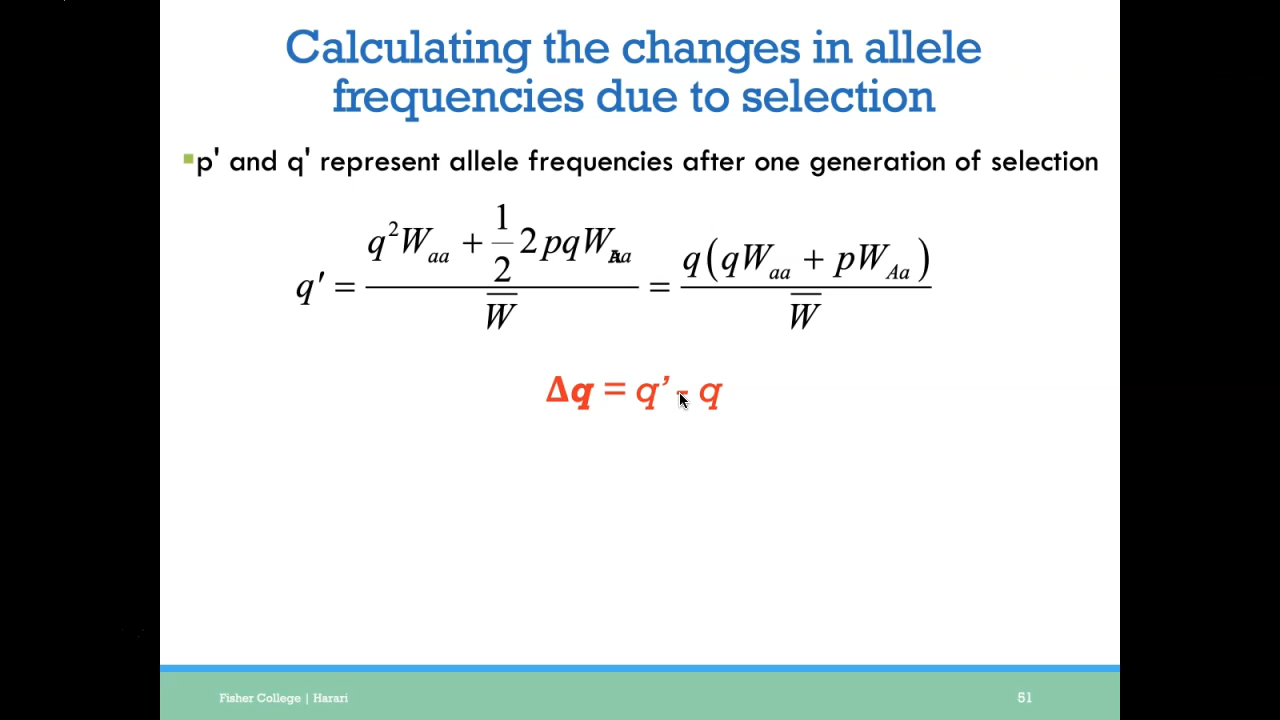 Calculating the changes in allele
frequencies due to selection
▪p' and q' represent allele frequencies after one generation of selection
q' = (q²W_aa + 1/2 2pqW_Aa) / W̅ = q(qW_aa + pW_Aa) / W̅
Δq = q’ - q
Fisher College | Harari
51